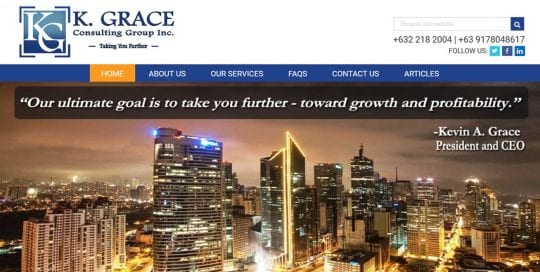 KG
K. GRACE
Consulting Group Inc.
Taking You Further
Browse our website
+632 218 2004 | +63 9178048617
FOLLOW US:
HOME ABOUT US OUR SERVICES FAQS CONTACT US ARTICLES
“Our ultimate goal is to take you further - toward growth and profitability.”
-Kevin A. Grace
President and CEO